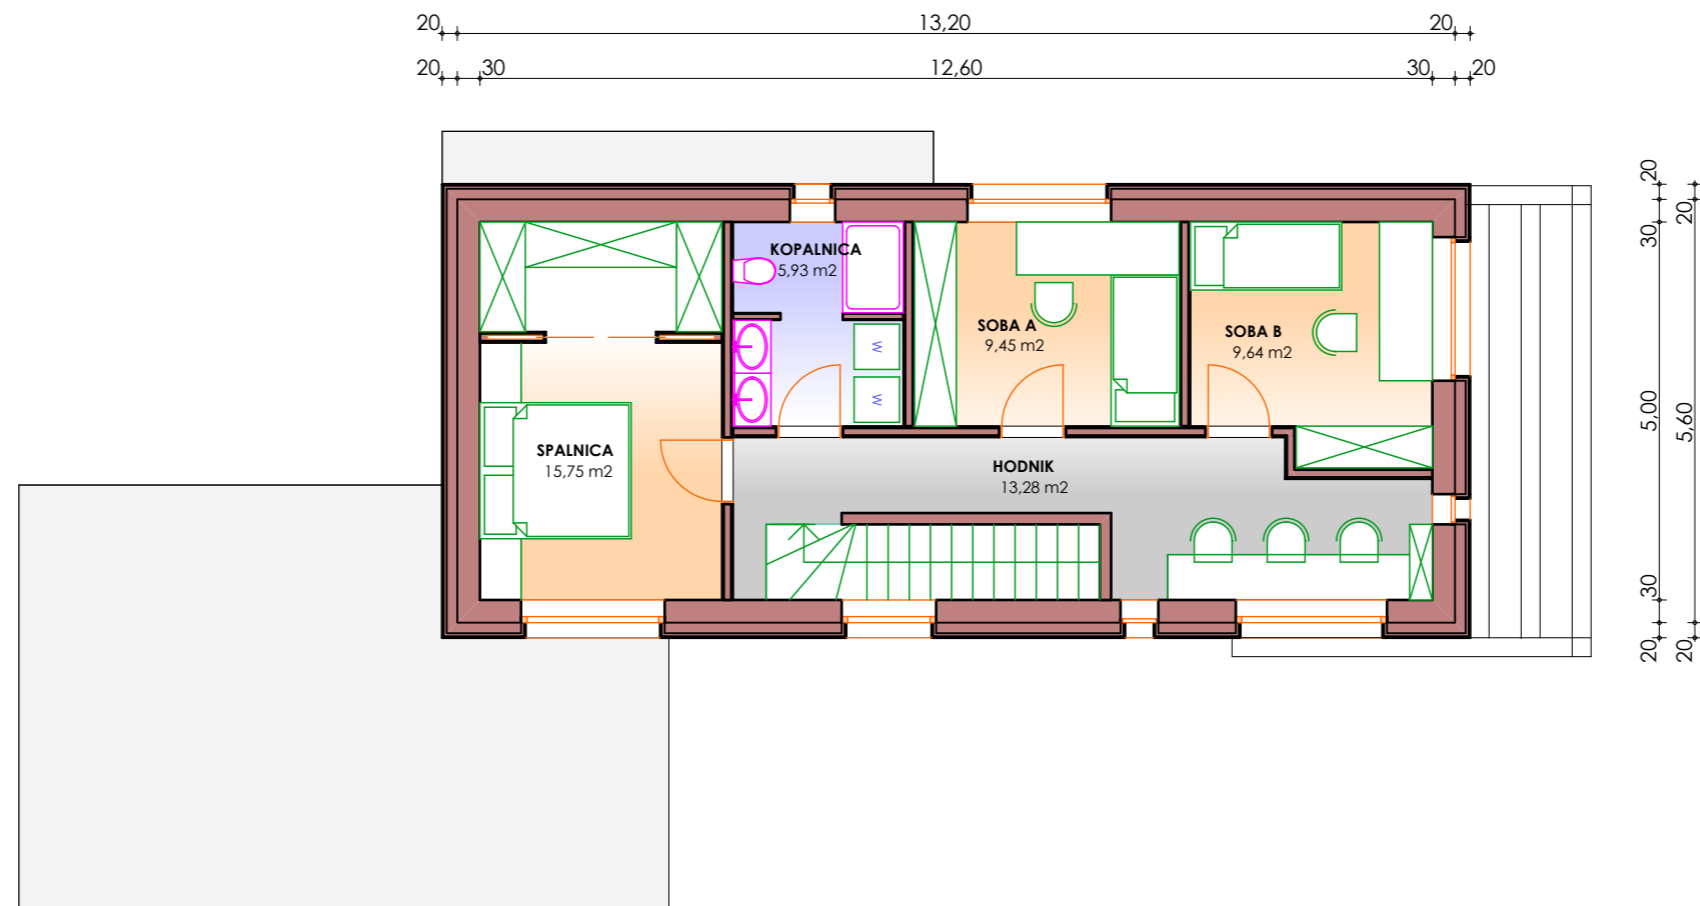 20 13,20 20
20 30 12,60 30 20
KOPALNICA
5,93 m2
SOBA A
9,45 m2
SOBA B
9,64 m2
SPALNICA
15,75 m2
HODNIK
13,28 m2
W
W
20 30 5,00 30 20
20 5,60 20